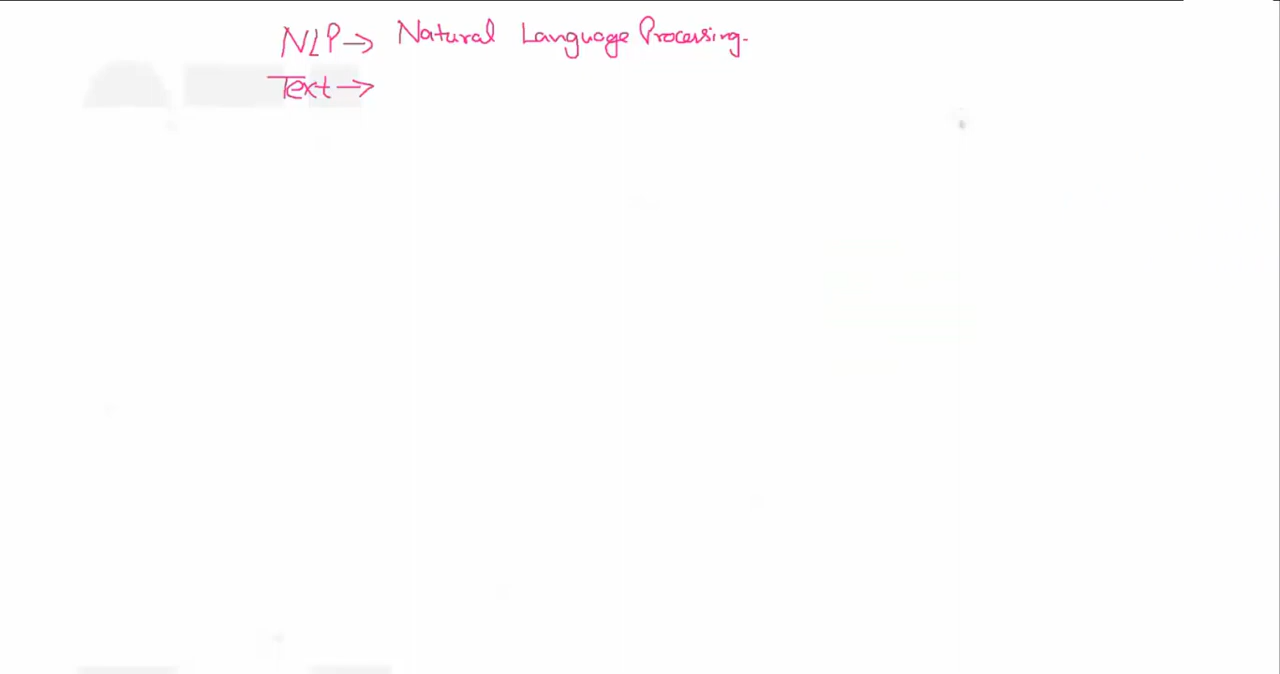 NLP → Natural Language Processing.
Text →